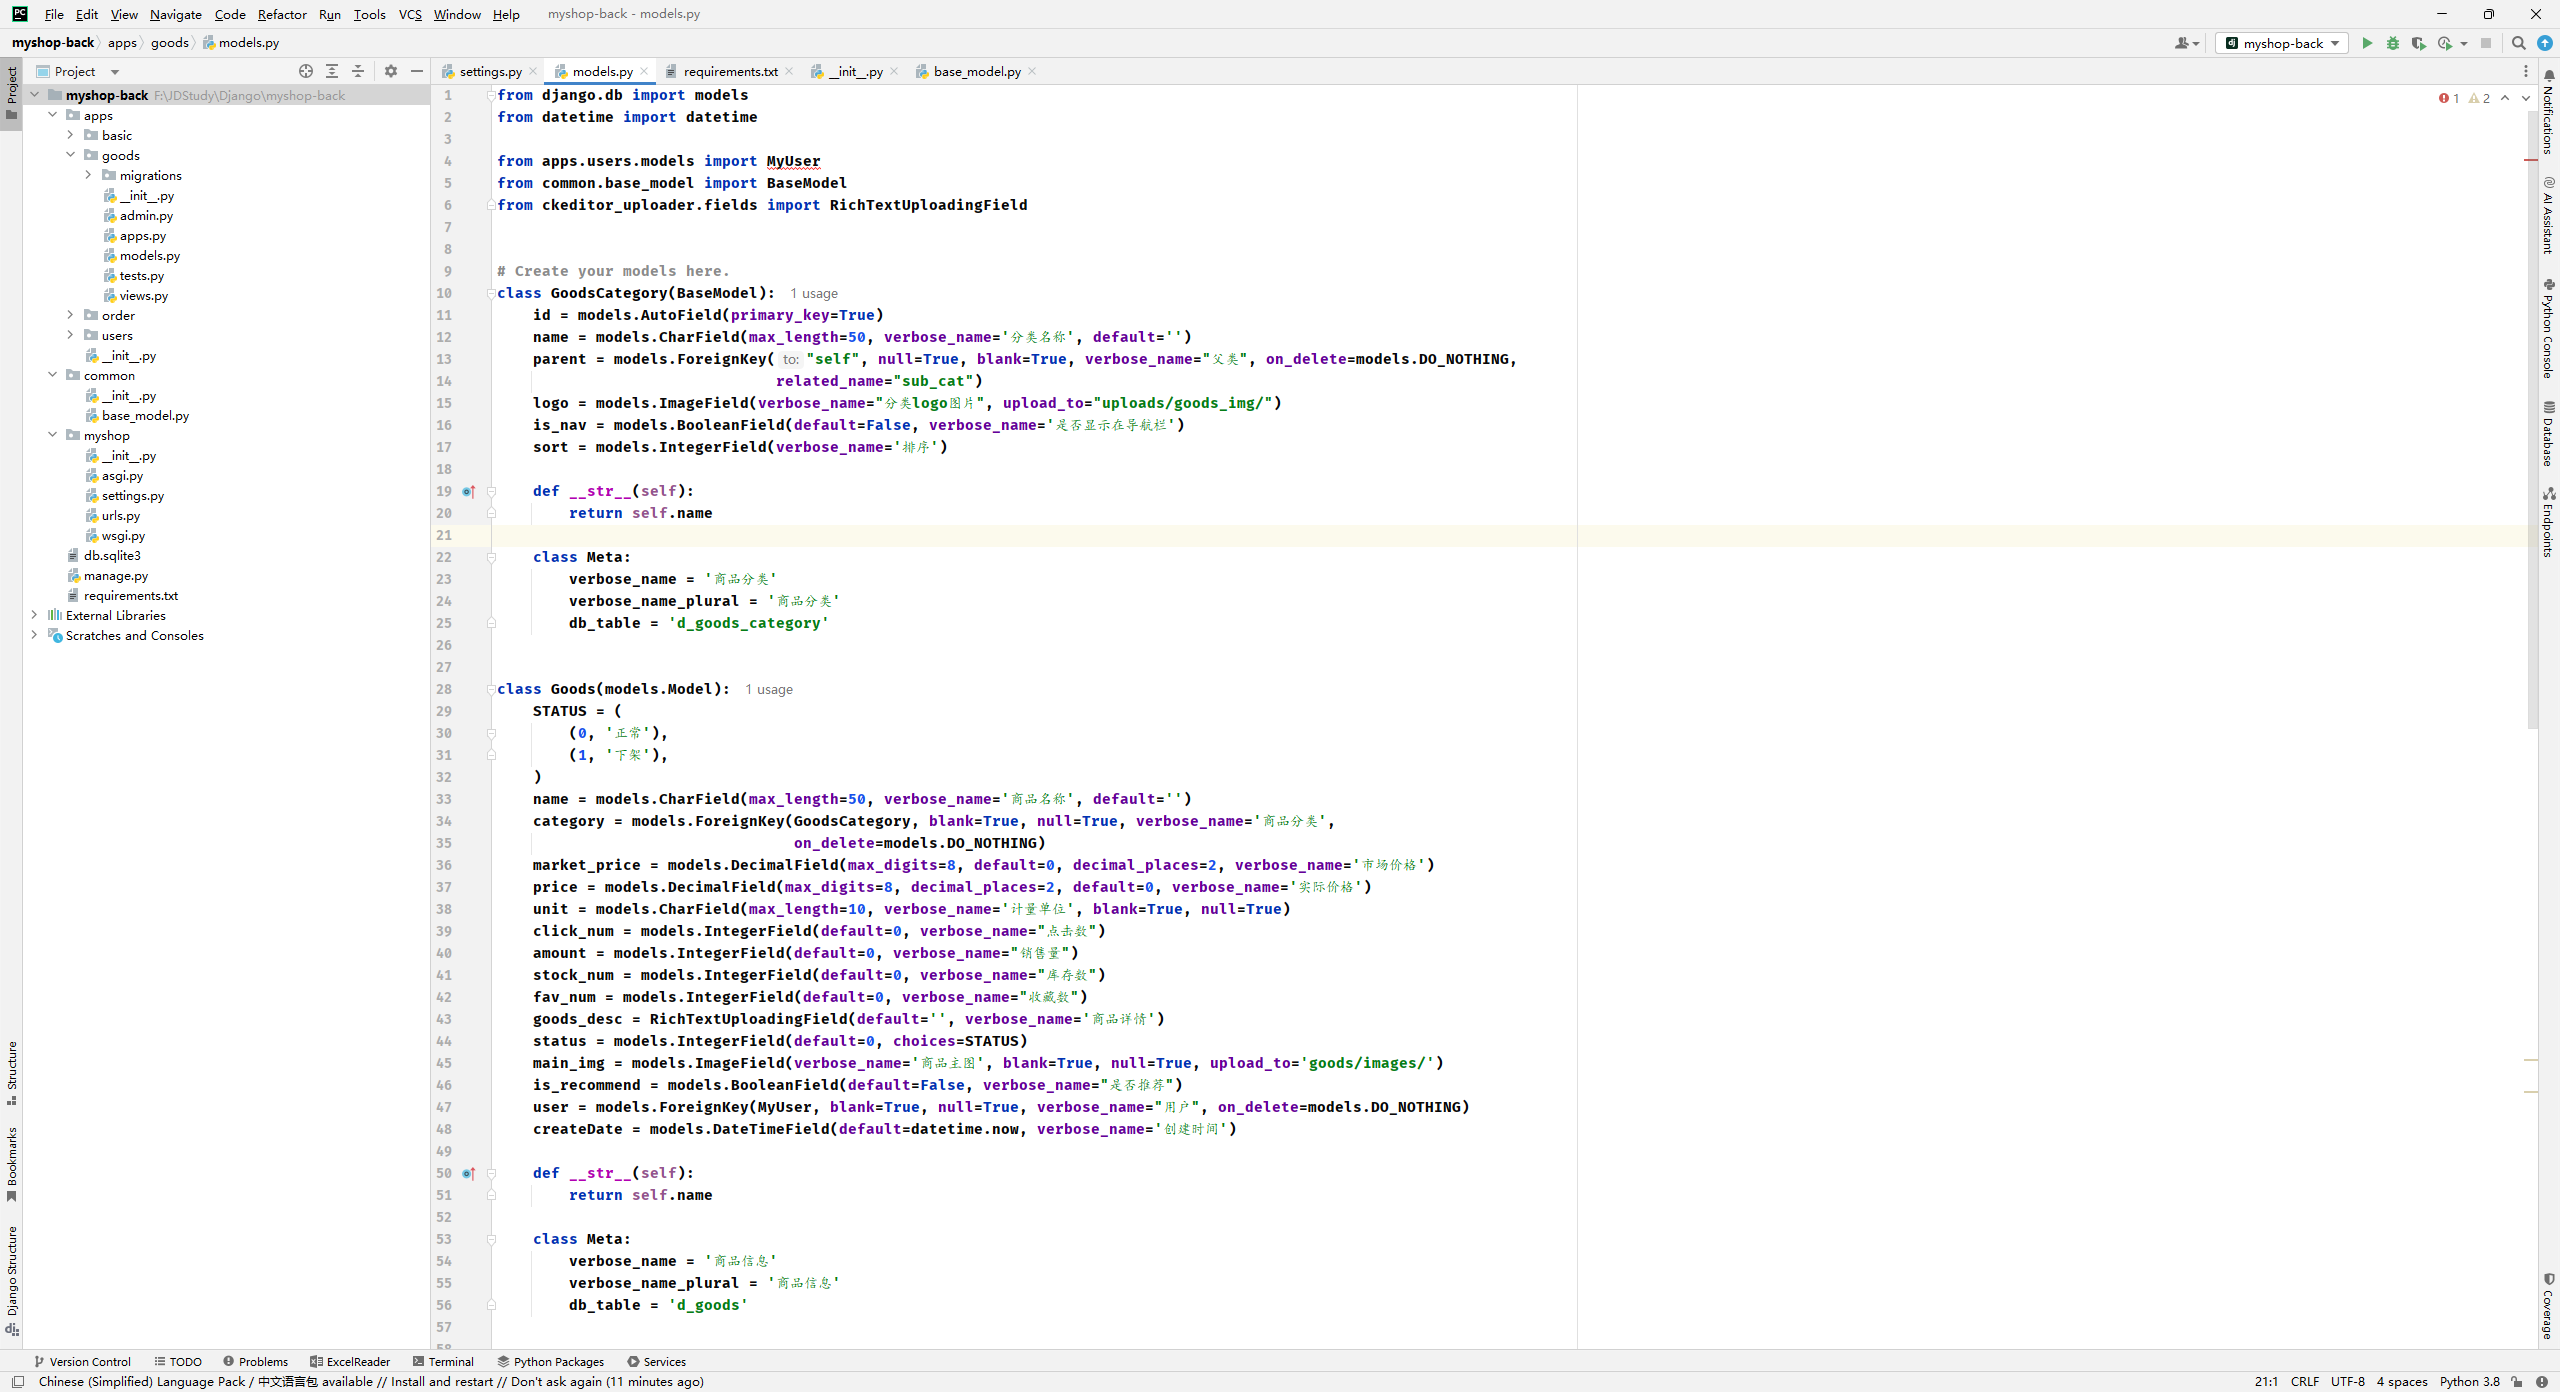 File Edit View Navigate Code Refactor Run Tools VCS Window Help myshop-back - models.py
myshop-back apps goods models.py
myshop-back
Project
settings.py models.py requirements.txt __init__.py base_model.py
myshop-back F:\JDStudy\Django\myshop-back
apps
basic
goods
migrations
__init__.py
admin.py
apps.py
models.py
tests.py
views.py
order
users
__init__.py
common
__init__.py
base_model.py
myshop
__init__.py
asgi.py
settings.py
urls.py
wsgi.py
db.sqlite3
manage.py
requirements.txt
External Libraries
Scratches and Consoles
1 from django.db import models
2 from datetime import datetime
3
4 from apps.users.models import MyUser
5 from common.base_model import BaseModel
6 from ckeditor_uploader.fields import RichTextUploadingField
7
8
9 # Create your models here.
10 class GoodsCategory(BaseModel): 1 usage
11 id = models.AutoField(primary_key=True)
12 name = models.CharField(max_length=50, verbose_name='分类名称', default='')
13 parent = models.ForeignKey( to: "self", null=True, blank=True, verbose_name="父类", on_delete=models.DO_NOTHING,
14 related_name="sub_cat")
15 logo = models.ImageField(verbose_name="分类logo图片", upload_to="uploads/goods_img/")
16 is_nav = models.BooleanField(default=False, verbose_name='是否显示在导航栏')
17 sort = models.IntegerField(verbose_name='排序')
18
19 def __str__(self):
20 return self.name
21
22 class Meta:
23 verbose_name = '商品分类'
24 verbose_name_plural = '商品分类'
25 db_table = 'd_goods_category'
26
27
28 class Goods(models.Model): 1 usage
29 STATUS = (
30 (0, '正常'),
31 (1, '下架'),
32 )
33 name = models.CharField(max_length=50, verbose_name='商品名称', default='')
34 category = models.ForeignKey(GoodsCategory, blank=True, null=True, verbose_name='商品分类',
35 on_delete=models.DO_NOTHING)
36 market_price = models.DecimalField(max_digits=8, default=0, decimal_places=2, verbose_name='市场价格')
37 price = models.DecimalField(max_digits=8, decimal_places=2, default=0, verbose_name='实际价格')
38 unit = models.CharField(max_length=10, verbose_name='计量单位', blank=True, null=True)
39 click_num = models.IntegerField(default=0, verbose_name="点击数")
40 amount = models.IntegerField(default=0, verbose_name="销售量")
41 stock_num = models.IntegerField(default=0, verbose_name="库存数")
42 fav_num = models.IntegerField(default=0, verbose_name="收藏数")
43 goods_desc = RichTextUploadingField(default='', verbose_name='商品详情')
44 status = models.IntegerField(default=0, choices=STATUS)
45 main_img = models.ImageField(verbose_name='商品主图', blank=True, null=True, upload_to='goods/images/')
46 is_recommend = models.BooleanField(default=False, verbose_name="是否推荐")
47 user = models.ForeignKey(MyUser, blank=True, null=True, verbose_name="用户", on_delete=models.DO_NOTHING)
48 createDate = models.DateTimeField(default=datetime.now, verbose_name='创建时间')
49
50 def __str__(self):
51 return self.name
52
53 class Meta:
54 verbose_name = '商品信息'
55 verbose_name_plural = '商品信息'
56 db_table = 'd_goods'
57
58
1 2
Project
Structure
Bookmarks
Django Structure
Notifications
AI Assistant
Python Console
Database
Endpoints
Coverage
Version Control TODO Problems ExcelReader Terminal Python Packages Services
Chinese (Simplified) Language Pack / 中文语言包 available // Install and restart // Don't ask again (11 minutes ago) 21:1 CRLF UTF-8 4 spaces Python 3.8